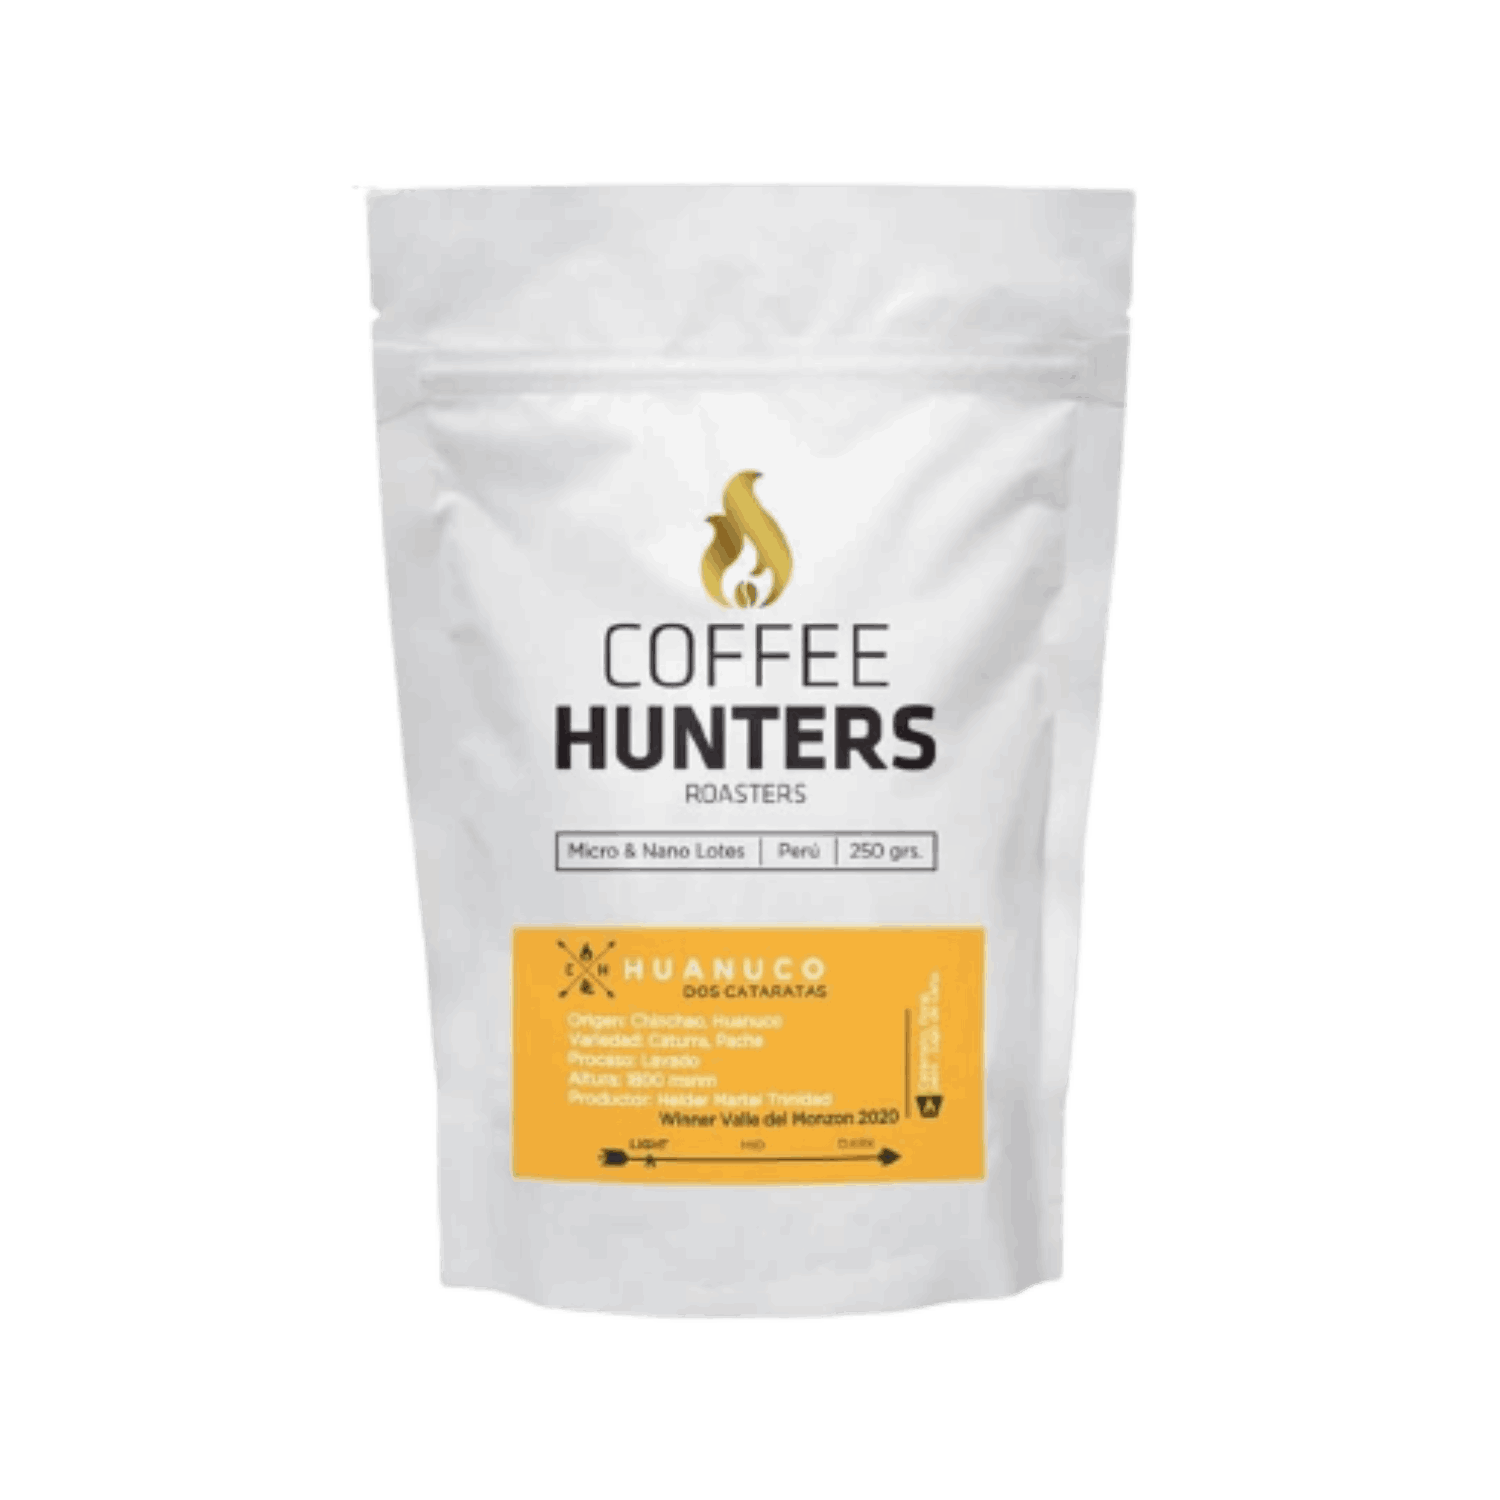 COFFEE
HUNTERS
ROASTERS
Micro & Nano Lotes | Perú | 250 grs.
C H
HUANUCO
DOS CATARATAS
Origen: Chischao, Huanuco
Variedad: Caturra, Pache
Proceso: Lavado
Altura: 1800 msnm
Productor: Helder Martel Trinidad
Winner Valle del Monzon 2020
LIGHT MID DARK